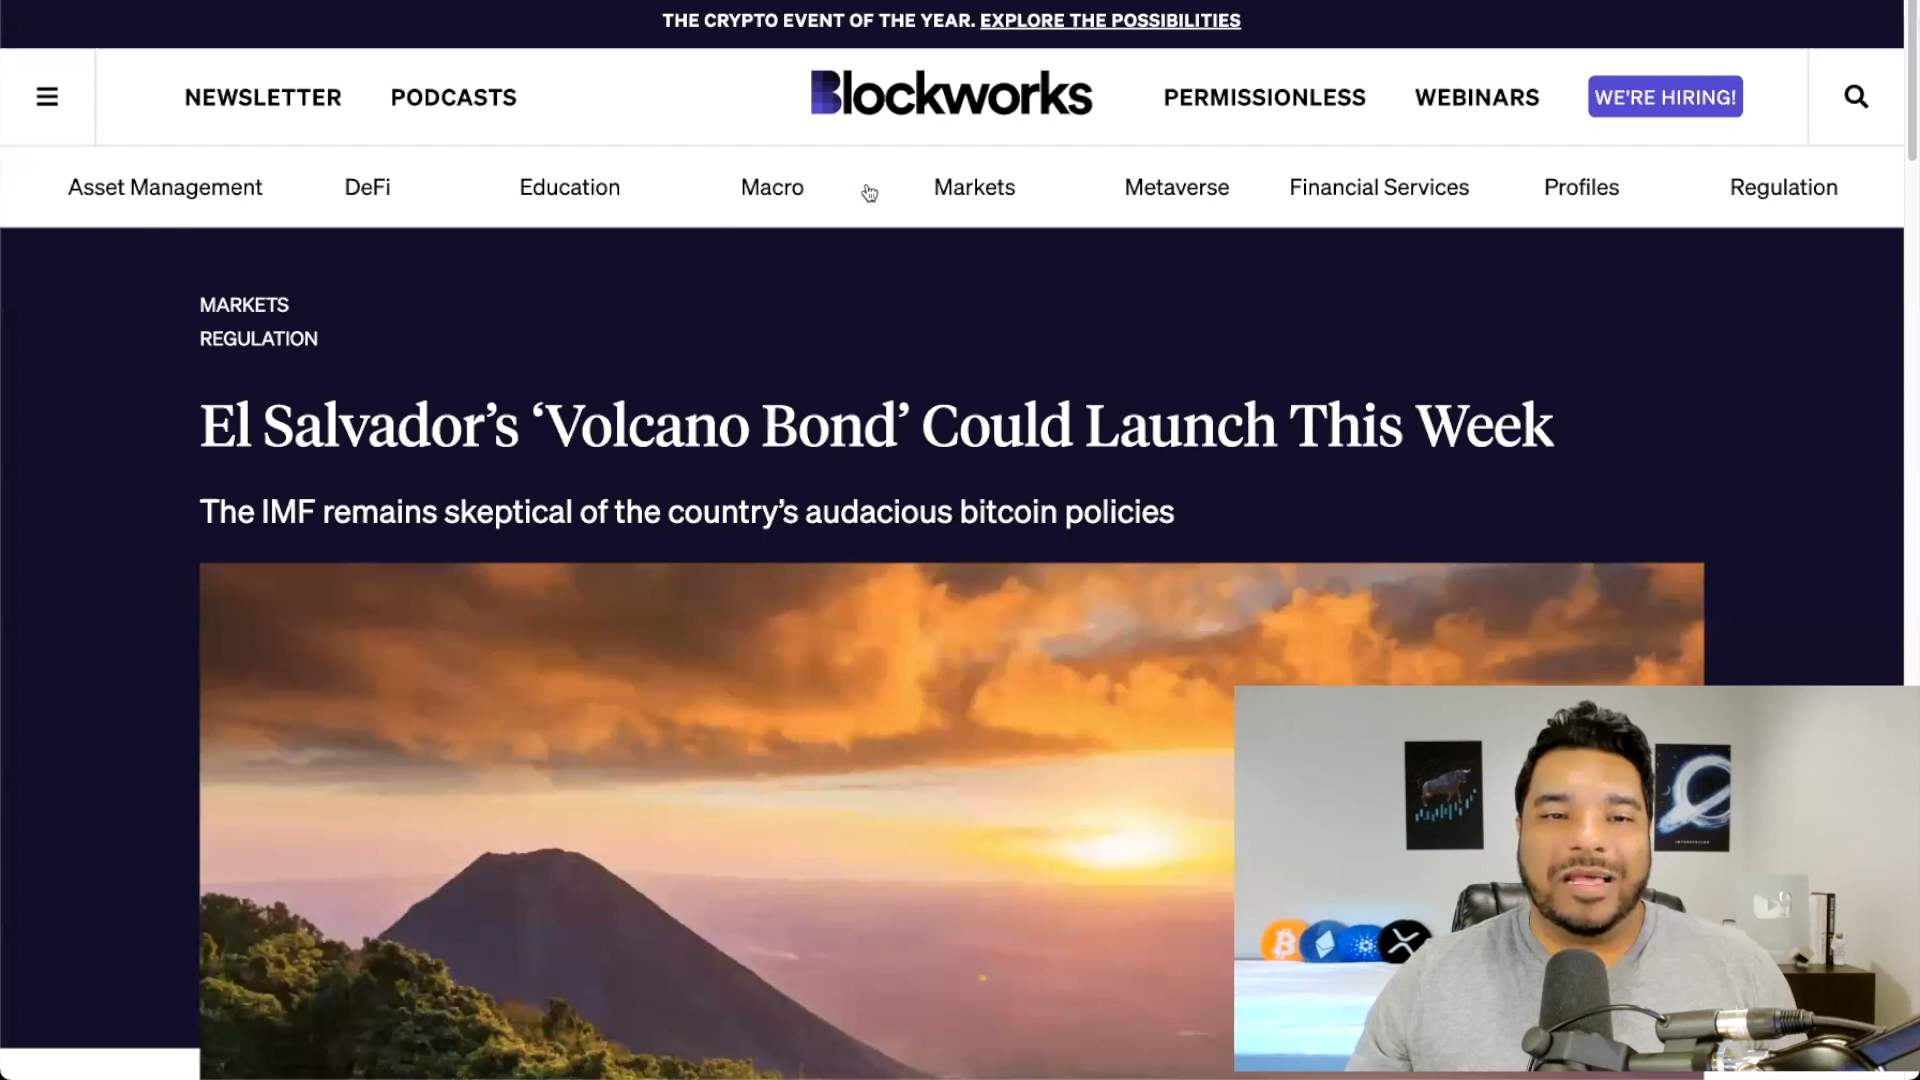 THE CRYPTO EVENT OF THE YEAR. EXPLORE THE POSSIBILITIES
NEWSLETTER
PODCASTS
Blockworks
PERMISSIONLESS
WEBINARS
WE'RE HIRING!
Asset Management
DeFi
Education
Macro
Markets
Metaverse
Financial Services
Profiles
Regulation
MARKETS
REGULATION
El Salvador’s ‘Volcano Bond’ Could Launch This Week
The IMF remains skeptical of the country’s audacious bitcoin policies